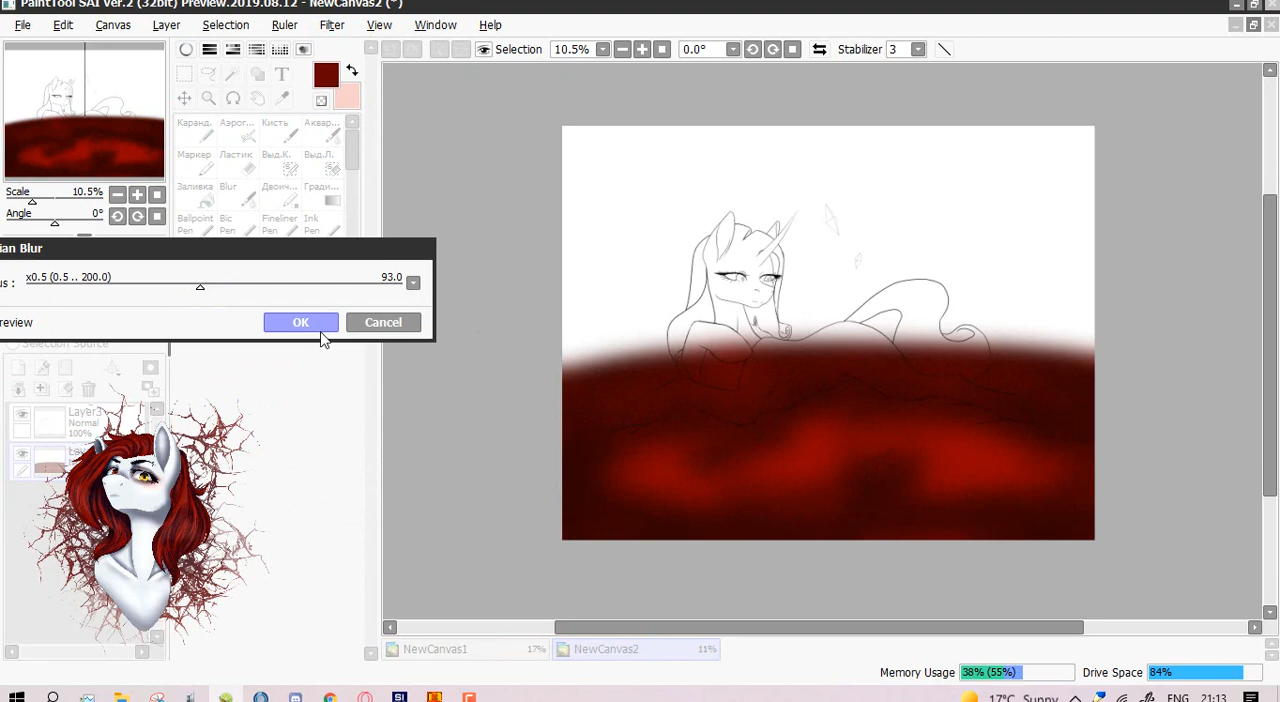 PaintTool SAI Ver.2 (32bit) Preview.2019.08.12 - NewCanvas2 (*)
File Edit Canvas Layer Selection Ruler Filter View Window Help
Selection 10.5% 0.0° Stabilizer 3
T
Каранд. Аэрог... Кисть Аквар...
Маркер Ластик Выд.К. Выд.Л.
Заливка Blur Двоич... Гради...
Ballpoint Bic Fineliner Ink
Pen Pen Pen Pen
Scale 10.5%
Angle 0°
ian Blur
us : x0.5 (0.5 .. 200.0) 93.0
review OK Cancel
Selection Source
Layer3
Normal
100%
NewCanvas1 17% NewCanvas2 11%
Memory Usage 38% (55%) Drive Space 84%
SI 17°C Sunny ENG 21:13